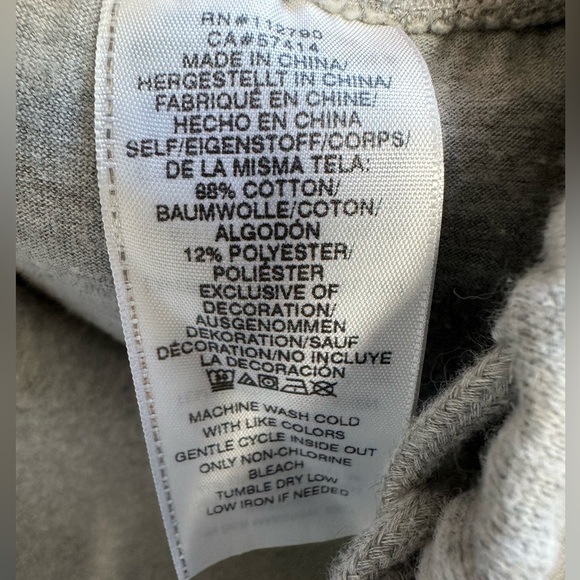 RN#112790
CA#57414
MADE IN CHINA/
HERGESTELLT IN CHINA/
FABRIQUÉ EN CHINE/
HECHO EN CHINA
SELF/EIGENSTOFF/CORPS/
DE LA MISMA TELA:
88% COTTON/
BAUMWOLLE/COTON/
ALGODÓN
12% POLYESTER/
POLIÉSTER
EXCLUSIVE OF
DECORATION/
AUSGENOMMEN
DEKORATION/SAUF
DÉCORATION/NO INCLUYE
LA DECORACIÓN
MACHINE WASH COLD
WITH LIKE COLORS
GENTLE CYCLE INSIDE OUT
ONLY NON-CHLORINE
BLEACH
TUMBLE DRY LOW
LOW IRON IF NEEDED